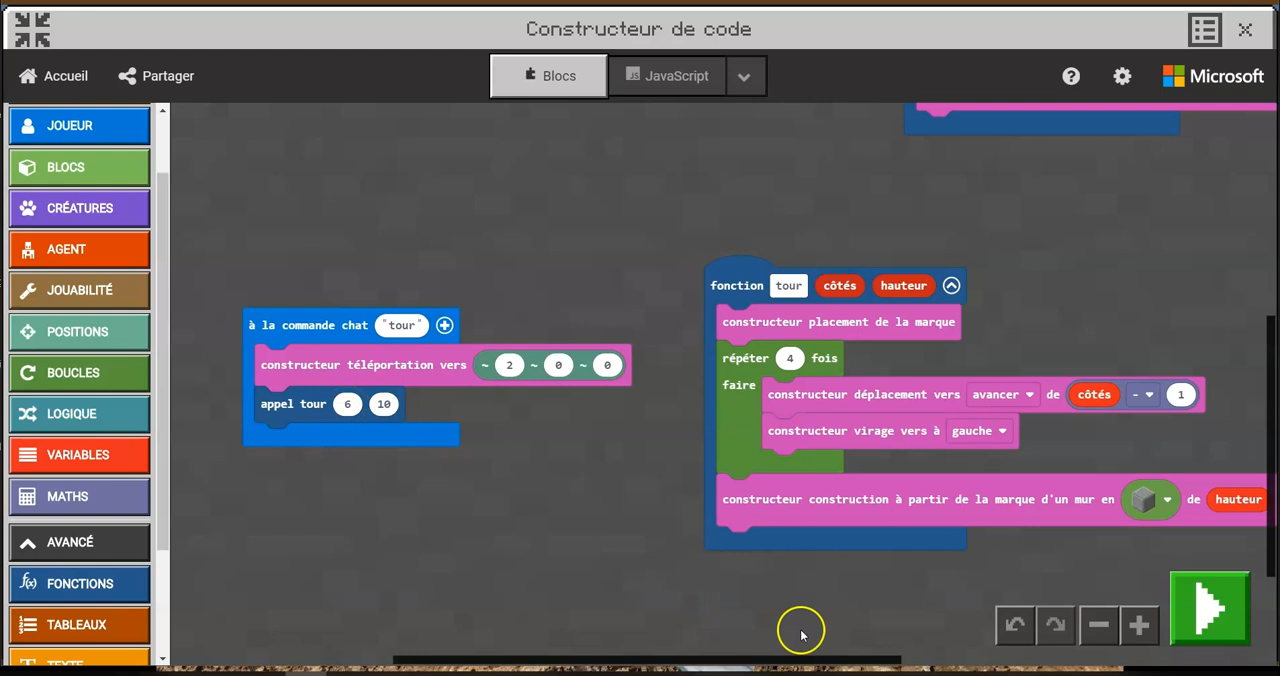 Constructeur de code
Accueil
Partager
Blocs
JS JavaScript
?
Microsoft
JOUEUR
BLOCS
CRÉATURES
AGENT
JOUABILITÉ
POSITIONS
BOUCLES
LOGIQUE
VARIABLES
MATHS
AVANCÉ
f(x) FONCTIONS
TABLEAUX
à la commande chat "tour"
constructeur téléportation vers ~ 2 ~ 0 ~ 0
appel tour 6 10
fonction tour côtés hauteur
constructeur placement de la marque
répéter 4 fois
faire
constructeur déplacement vers avancer de côtés - 1
constructeur virage vers à gauche
constructeur construction à partir de la marque d'un mur en de hauteur